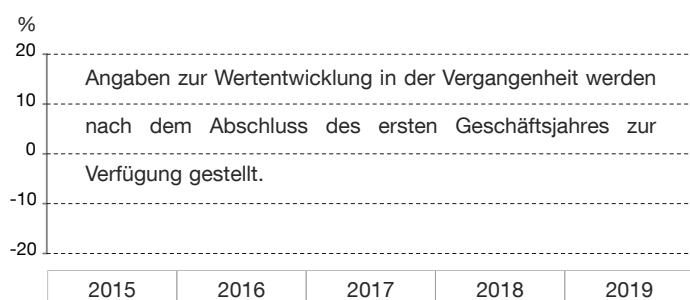 %
20
Angaben zur Wertentwicklung in der Vergangenheit werden
10
nach dem Abschluss des ersten Geschäftsjahres zur
0
Verfügung gestellt.
-10
-20
2015 2016 2017 2018 2019